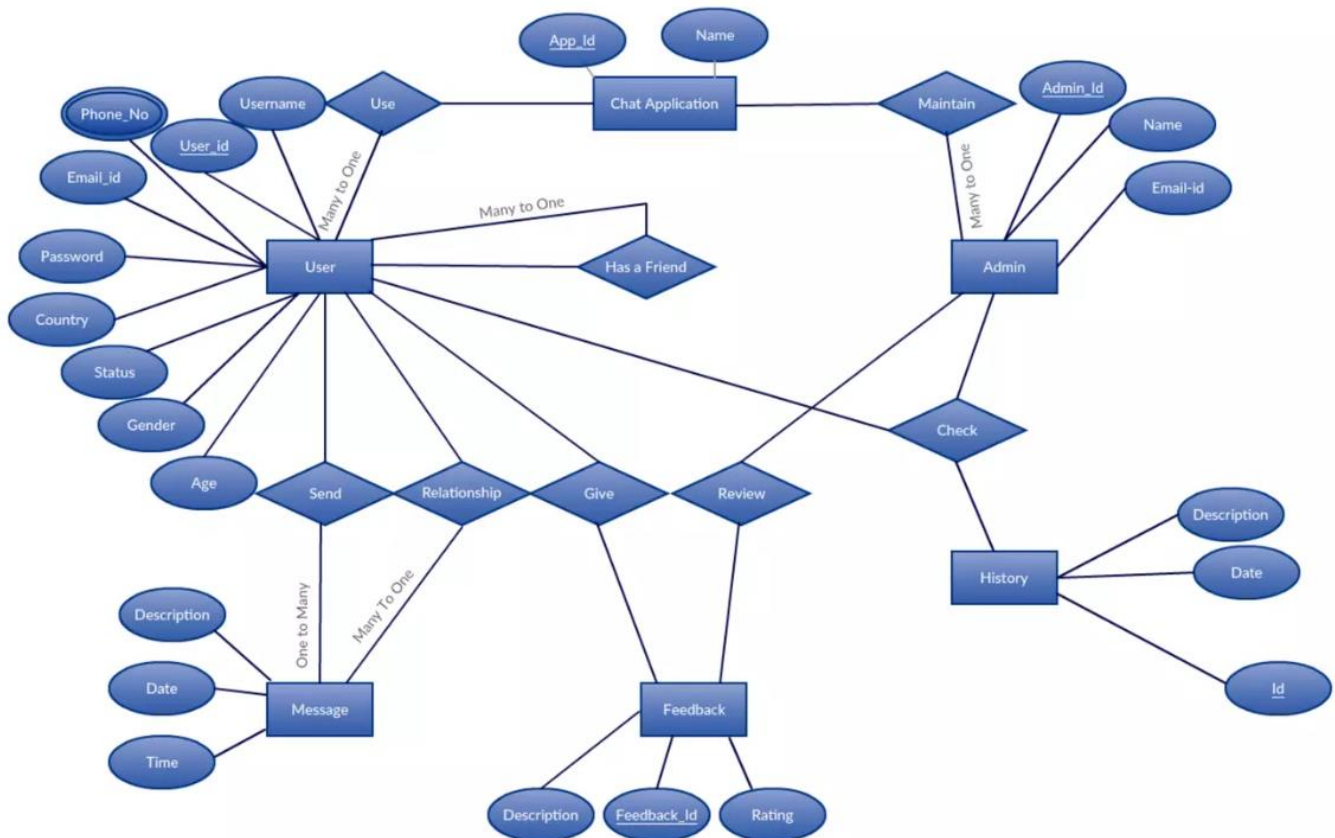 App_Id
Name
Username
Use
Chat Application
Maintain
Admin_Id
Phone_No
User_id
Name
Email_id
Many to One
Many to One
Many to One
Email-id
Password
User
Has a Friend
Admin
Country
Status
Gender
Check
Age
Send
Relationship
Give
Review
Description
Date
History
One to Many
Many To One
Description
Date
Message
Feedback
Id
Time
Description
Feedback_Id
Rating